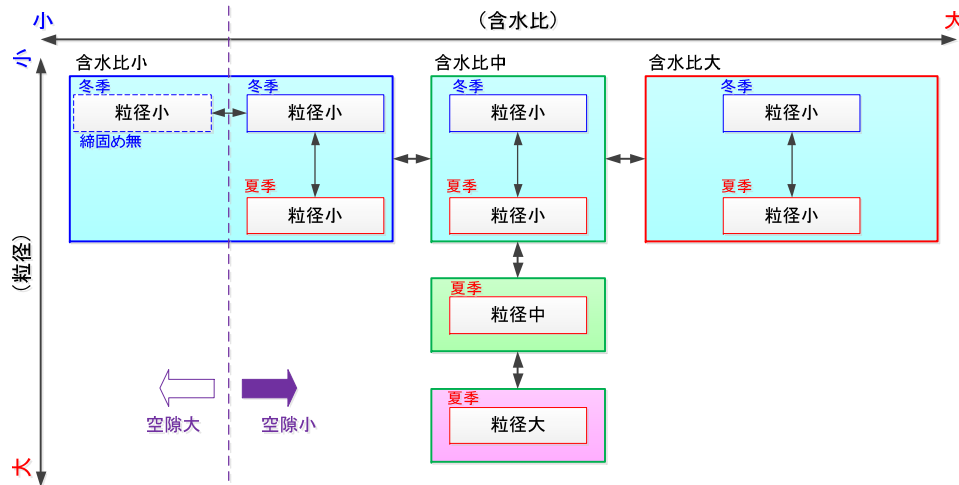 小
（含水比）
大
小
（粒径）
大
含水比小
冬季
粒径小
締固め無
冬季
粒径小
夏季
粒径小
含水比中
冬季
粒径小
夏季
粒径小
含水比大
冬季
粒径小
夏季
粒径小
夏季
粒径中
夏季
粒径大
空隙大
空隙小